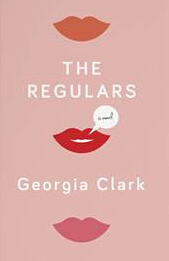 THE
REGULARS
a novel
Georgia Clark